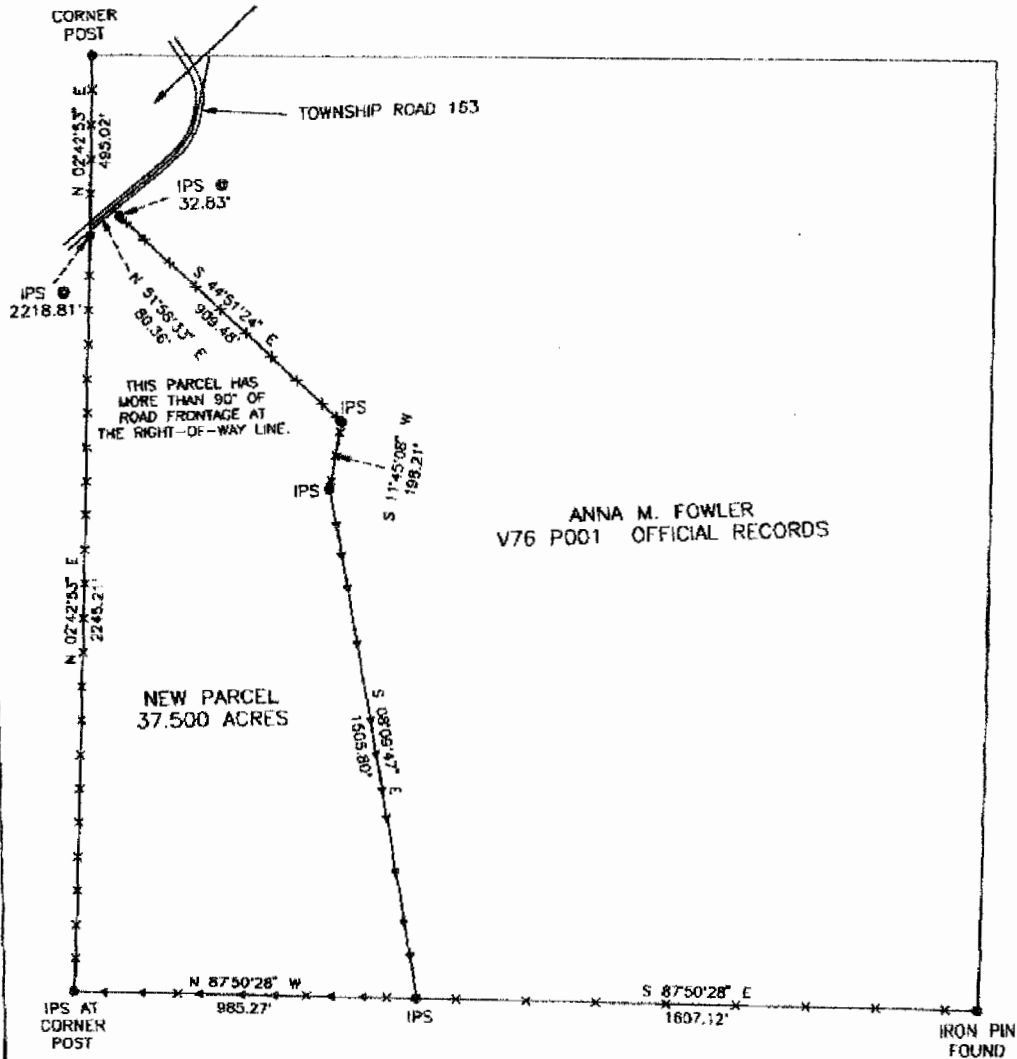 CORNER
POST
TOWNSHIP ROAD 153
N 02°42'53" E
495.02'
IPS @
32.83'
IPS @
2218.81'
N 51°58'33" E
80.36'
S 44°51'24" E
909.48'
THIS PARCEL HAS
MORE THAN 90" OF
ROAD FRONTAGE AT
THE RIGHT-OF-WAY LINE.
IPS
S 11°45'08" W
198.21'
IPS
ANNA M. FOWLER
V76 P001 OFFICIAL RECORDS
N 02°42'53" E
2245.21'
NEW PARCEL
37.500 ACRES
S 08°09'47" E
1505.80'
N 87°50'28" W
985.27'
S 87°50'28" E
1607.12'
IPS AT
CORNER
POST
IPS
IRON PIN
FOUND